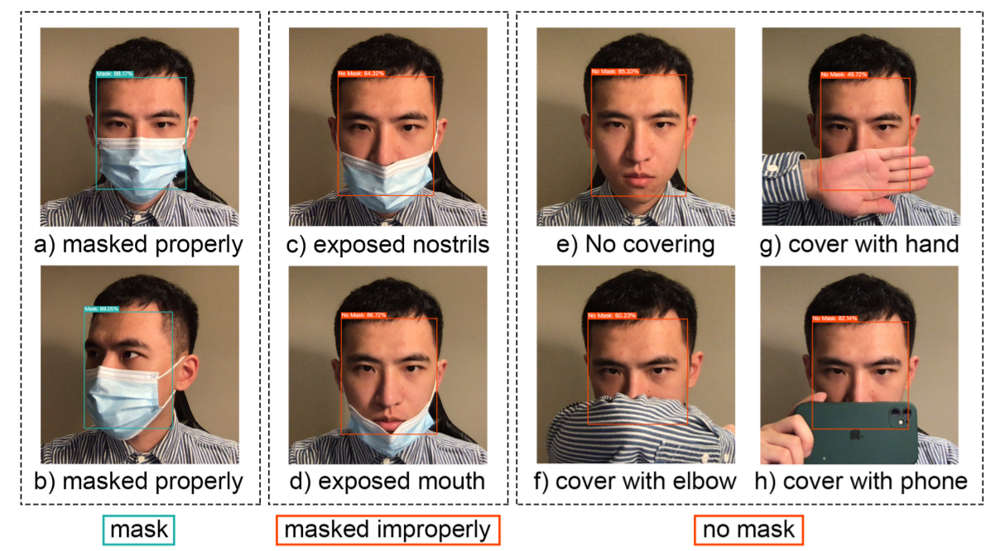 Mask: 88.17%
a) masked properly
Mask: 89.05%
b) masked properly
mask
No Mask: 64.32%
c) exposed nostrils
No Mask: 86.72%
d) exposed mouth
masked improperly
No Mask: 85.33%
e) No covering
No Mask: 49.72%
g) cover with hand
No Mask: 60.23%
f) cover with elbow
No Mask: 82.14%
h) cover with phone
no mask